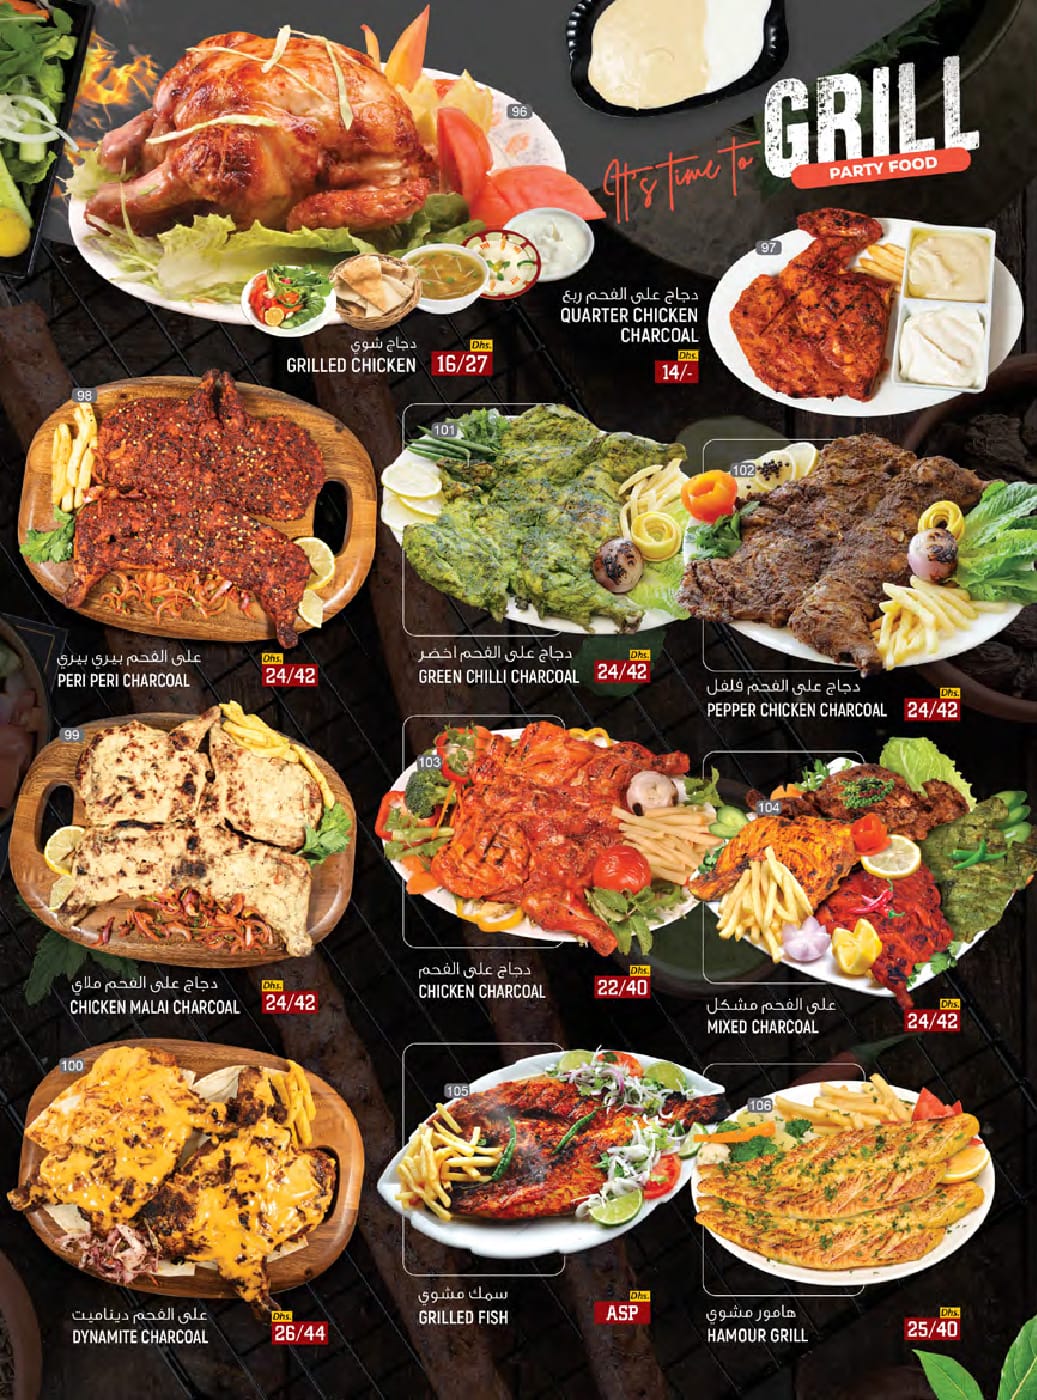 It's time to
GRILL
PARTY FOOD
96
دجاج شوي
GRILLED CHICKEN
Dhs.
16/27
97
دجاج على الفحم ربع
QUARTER CHICKEN
CHARCOAL
Dhs.
14/-
98
على الفحم بيري بيري
PERI PERI CHARCOAL
Dhs.
24/42
101
دجاج على الفحم اخضر
GREEN CHILLI CHARCOAL
Dhs.
24/42
102
دجاج على الفحم فلفل
PEPPER CHICKEN CHARCOAL
Dhs.
24/42
99
دجاج على الفحم ملاي
CHICKEN MALAI CHARCOAL
Dhs.
24/42
103
دجاج على الفحم
CHICKEN CHARCOAL
Dhs.
22/40
104
على الفحم مشكل
MIXED CHARCOAL
Dhs.
24/42
100
على الفحم ديناميت
DYNAMITE CHARCOAL
Dhs.
26/44
105
سمك مشوي
GRILLED FISH
Dhs.
ASP
106
هامور مشوي
HAMOUR GRILL
Dhs.
25/40